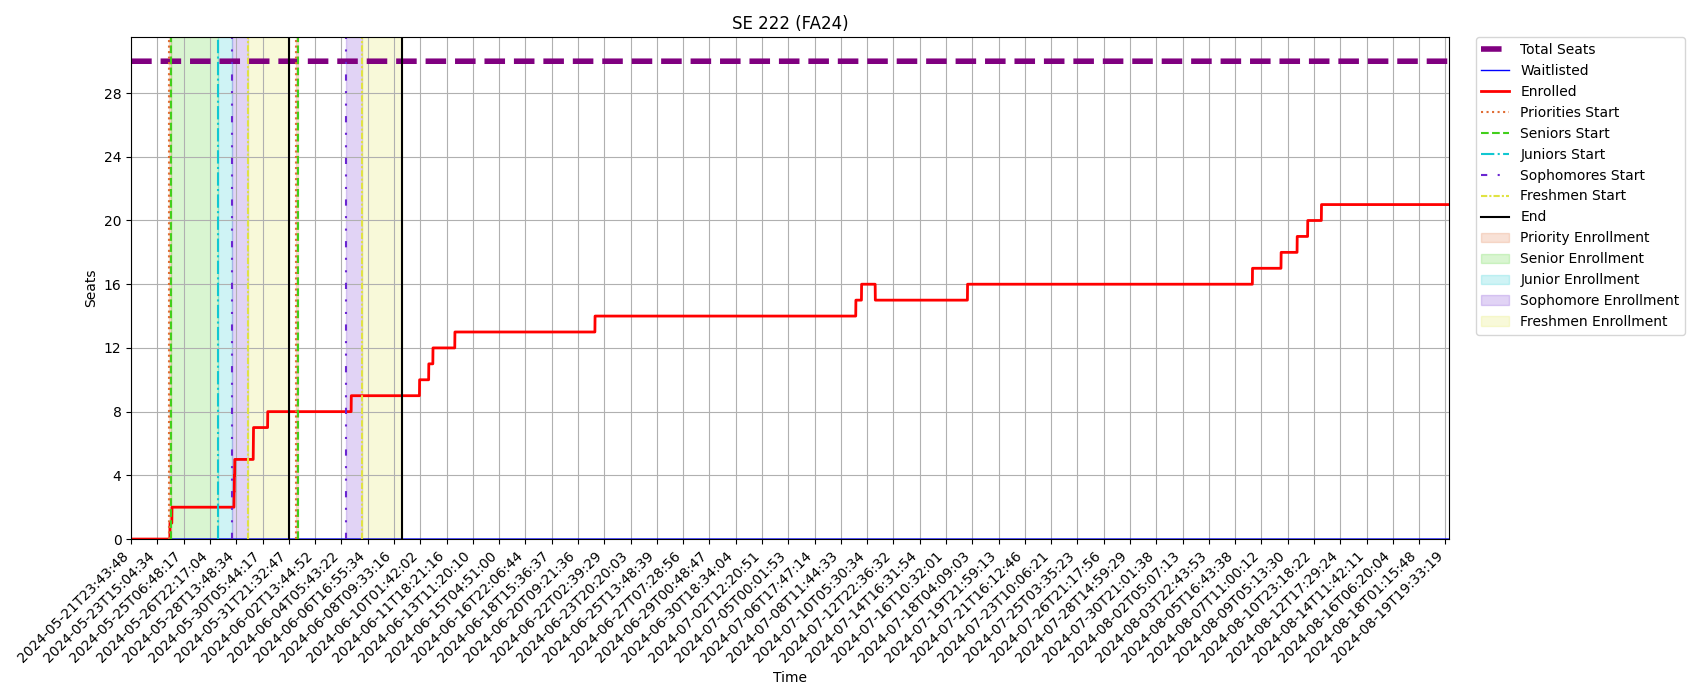 SE 222 (FA24)
Total Seats
Waitlisted
Enrolled
Priorities Start
Seniors Start
Juniors Start
Sophomores Start
Freshmen Start
End
Priority Enrollment
Senior Enrollment
Junior Enrollment
Sophomore Enrollment
Freshmen Enrollment
Seats
28
24
20
16
12
8
4
0
2024-05-21T23:43:48
2024-05-23T15:04:34
2024-05-25T06:48:17
2024-05-26T22:17:04
2024-05-28T13:48:34
2024-05-30T05:44:17
2024-05-31T21:32:47
2024-06-02T13:44:52
2024-06-04T05:43:22
2024-06-06T16:55:34
2024-06-08T09:33:16
2024-06-10T01:42:02
2024-06-11T18:21:16
2024-06-13T11:20:10
2024-06-15T04:51:00
2024-06-16T22:06:44
2024-06-18T15:36:37
2024-06-20T09:21:36
2024-06-22T02:39:29
2024-06-23T20:20:03
2024-06-25T13:48:39
2024-06-27T07:28:56
2024-06-29T00:48:47
2024-06-30T18:34:04
2024-07-02T12:20:51
2024-07-05T00:01:53
2024-07-06T17:47:14
2024-07-08T11:44:33
2024-07-10T05:30:34
2024-07-12T22:36:32
2024-07-14T16:31:54
2024-07-16T10:32:01
2024-07-18T04:09:03
2024-07-19T21:59:13
2024-07-21T16:12:46
2024-07-23T10:06:21
2024-07-25T03:35:23
2024-07-26T21:17:56
2024-07-28T14:59:29
2024-07-30T21:01:38
2024-08-02T05:07:13
2024-08-03T22:43:53
2024-08-05T16:43:38
2024-08-07T11:00:12
2024-08-09T05:13:30
2024-08-10T23:18:22
2024-08-12T17:29:24
2024-08-14T11:42:11
2024-08-16T06:20:04
2024-08-18T01:15:48
2024-08-19T19:33:19
Time